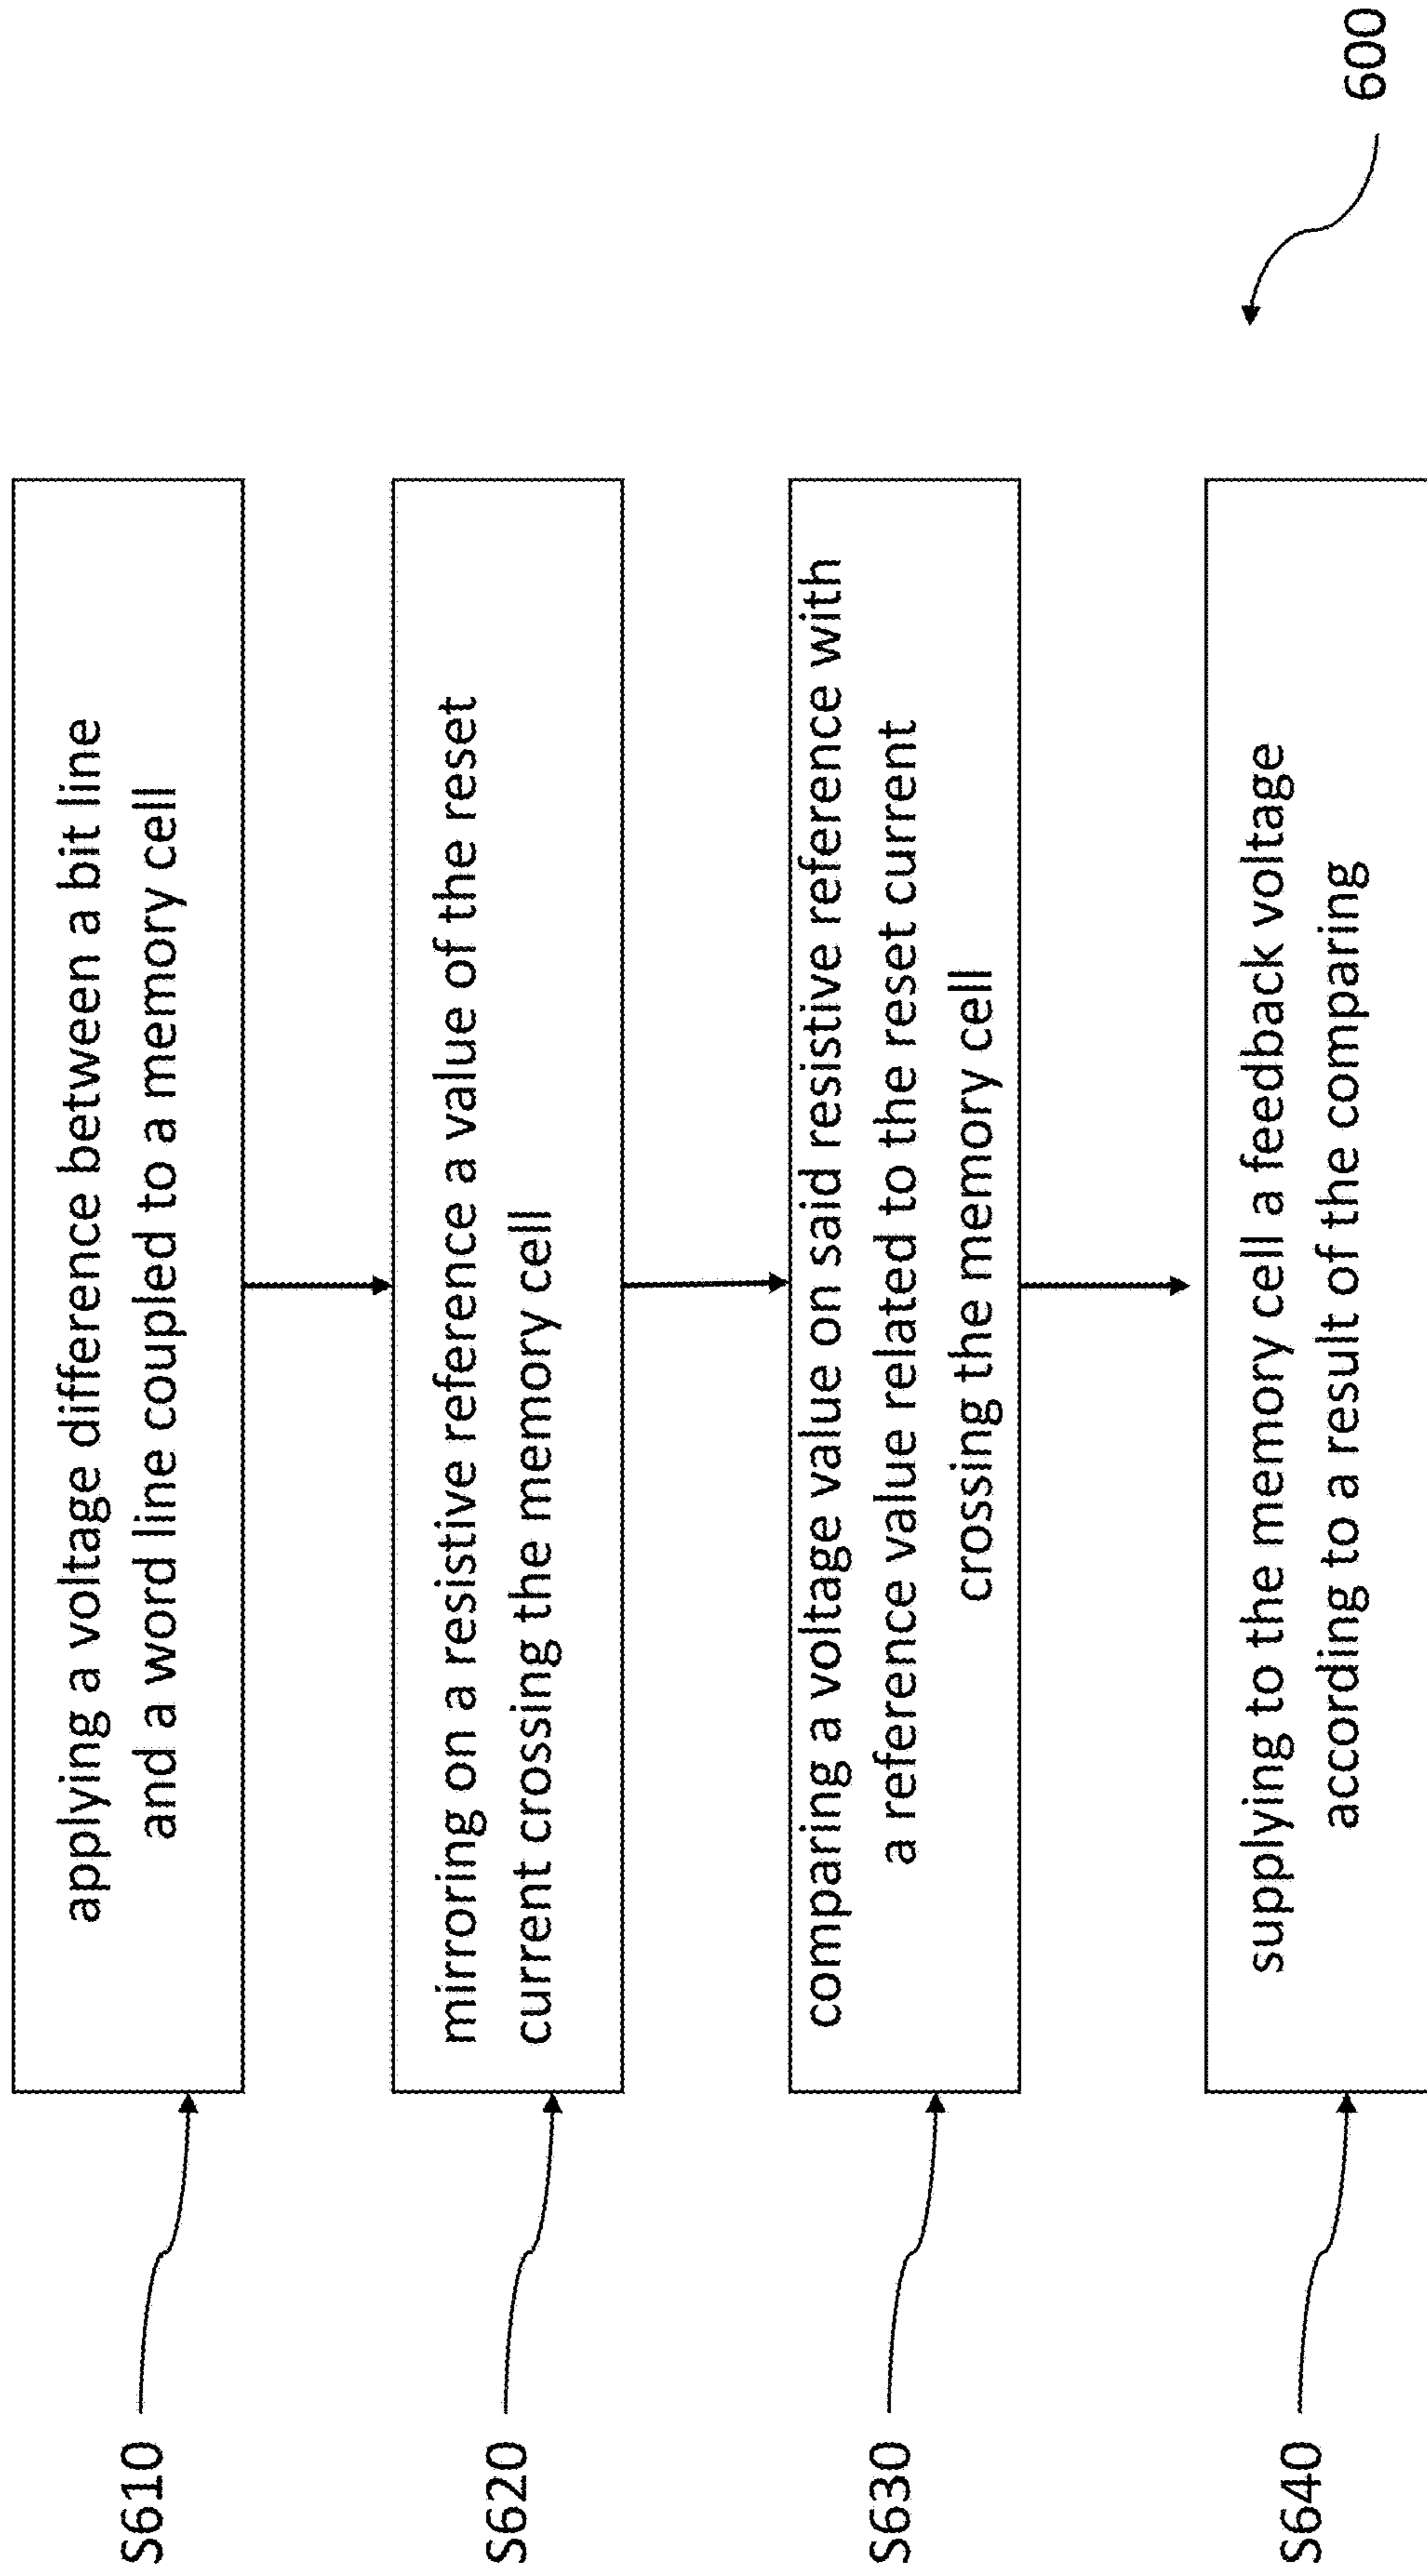 600
S610
applying a voltage difference between a bit line
and a word line coupled to a memory cell
S620
mirroring on a resistive reference a value of the reset
current crossing the memory cell
S630
comparing a voltage value on said resistive reference with
a reference value related to the reset current
crossing the memory cell
S640
supplying to the memory cell a feedback voltage
according to a result of the comparing